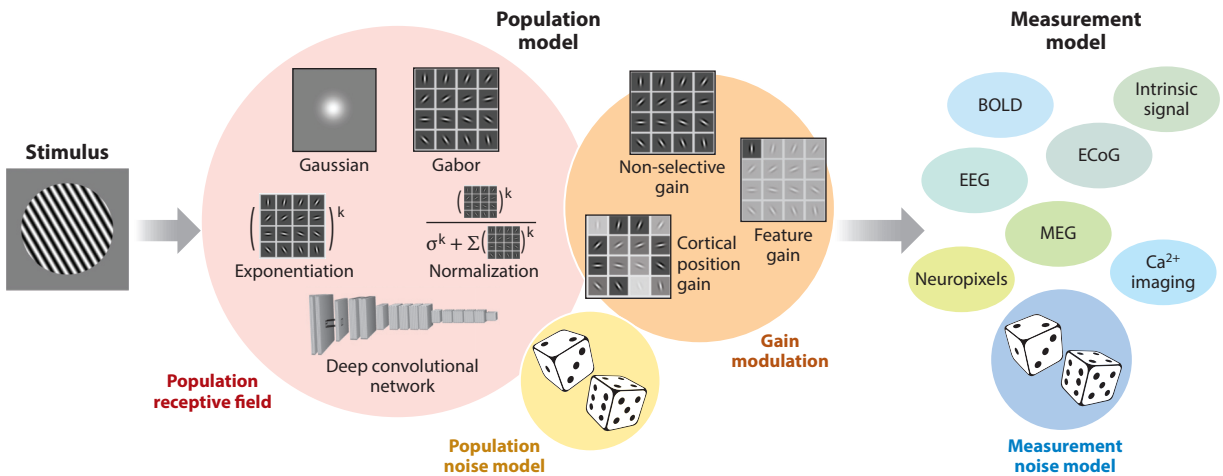 Population
model
Measurement
model
Stimulus
Gaussian
Gabor
( )^k
Exponentiation
( )^k
σ^k + Σ( )^k
Normalization
Deep convolutional
network
Population
receptive field
Non-selective
gain
Feature
gain
Cortical
position
gain
Gain
modulation
Population
noise model
BOLD
Intrinsic
signal
ECoG
EEG
MEG
Neuropixels
Ca²⁺
imaging
Measurement
noise model